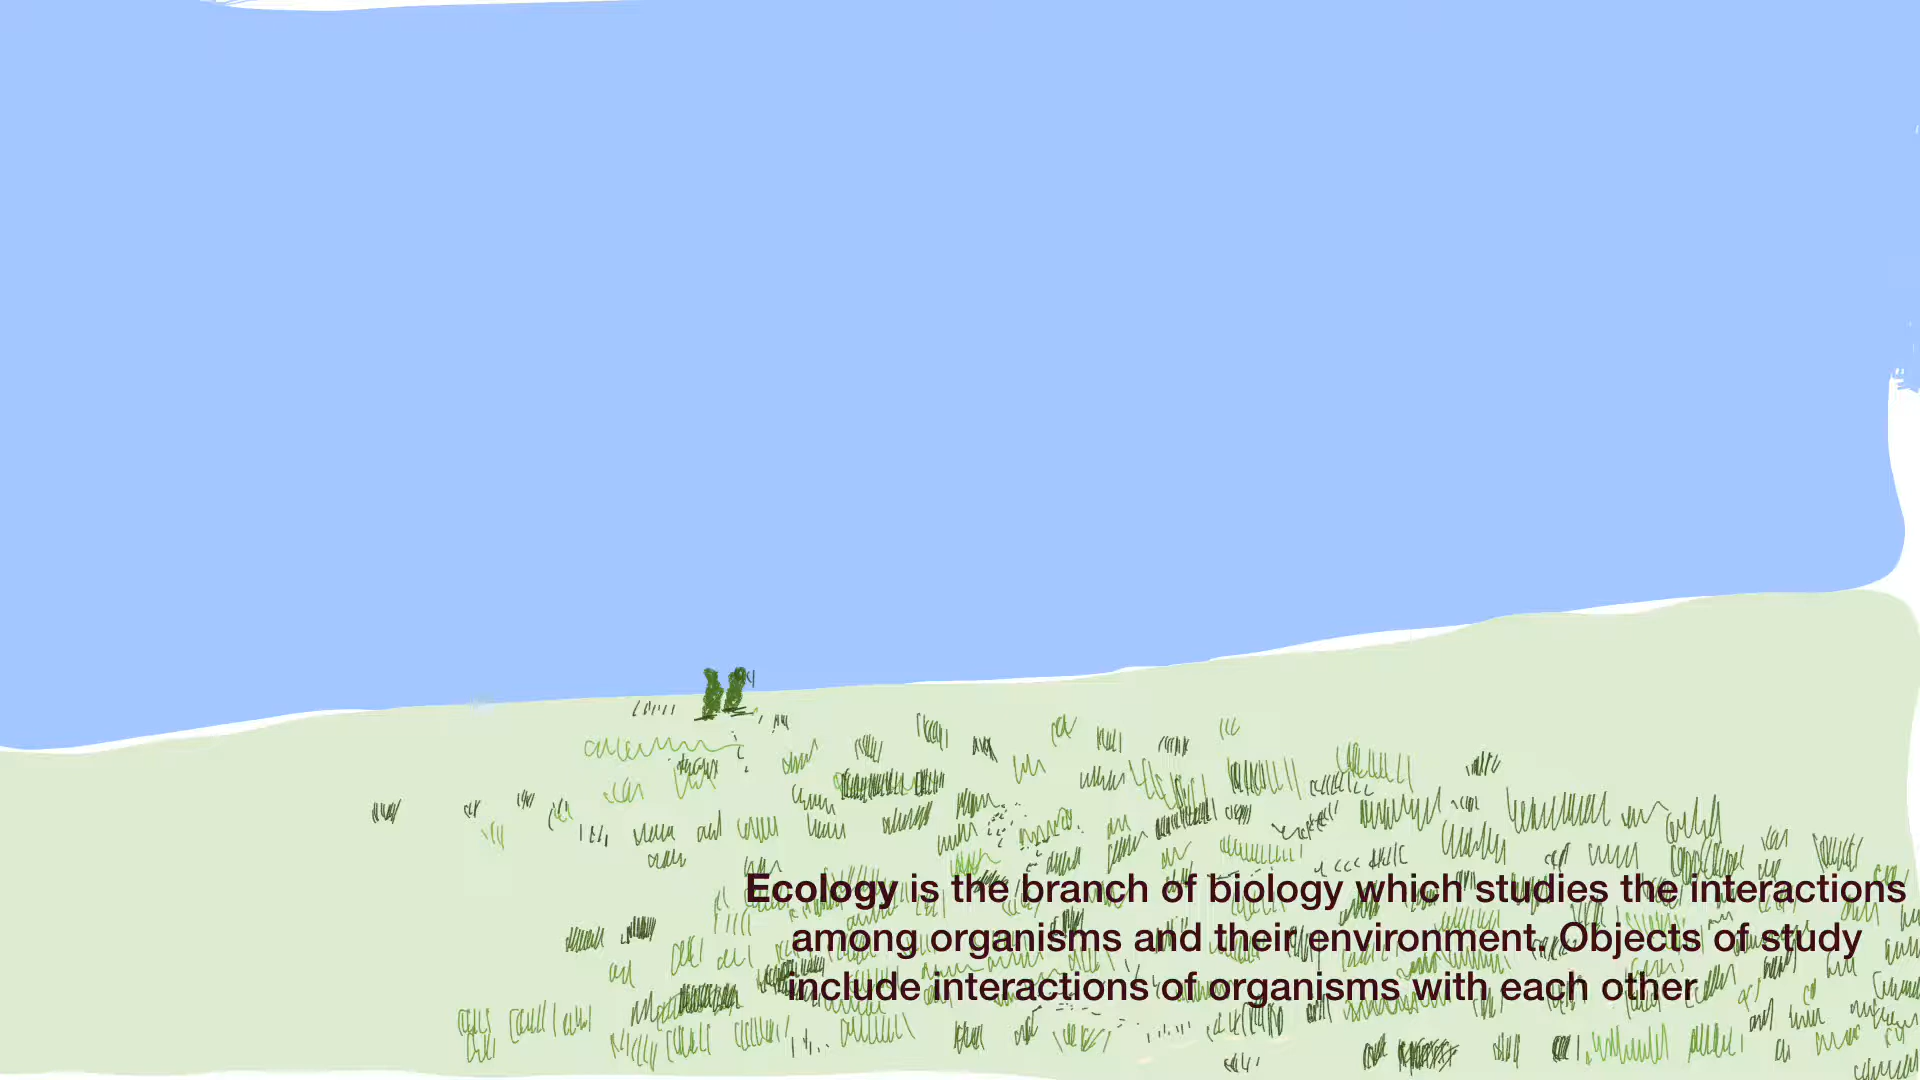 Ecology is the branch of biology which studies the interactions
among organisms and their environment. Objects of study
include interactions of organisms with each other